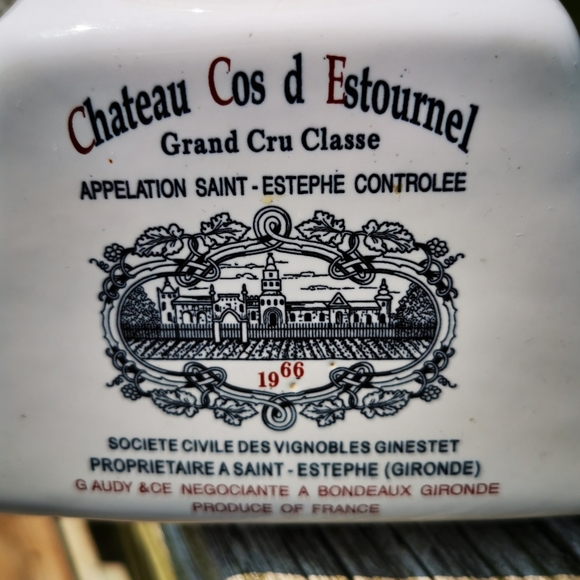 Chateau Cos d Estournel
Grand Cru Classe
APPELATION SAINT-ESTEPHE CONTROLEE
1966
SOCIETE CIVILE DES VIGNOBLES GINESTET
PROPRIETAIRE A SAINT-ESTEPHE (GIRONDE)
G AUDY &CE NEGOCIANTE A BONDEAUX GIRONDE
PRODUCE OF FRANCE